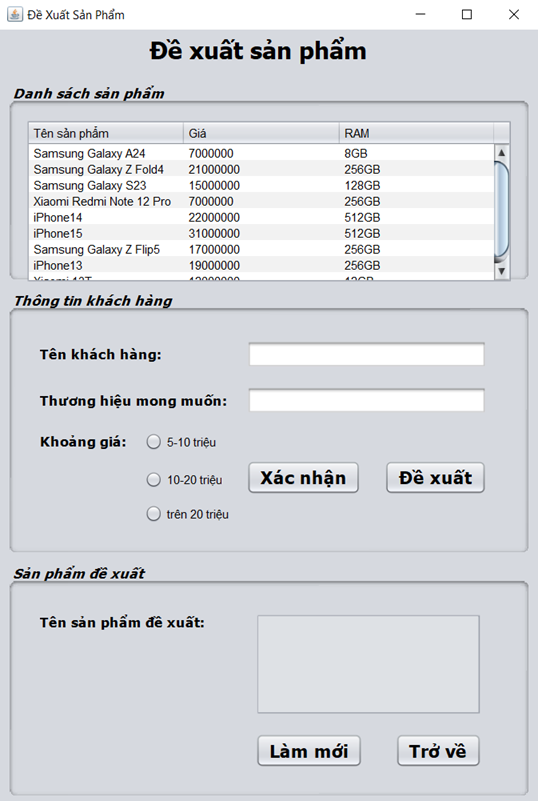 Đề Xuất Sản Phẩm
Đề xuất sản phẩm
Danh sách sản phẩm
Tên sản phẩm Giá RAM
Samsung Galaxy A24 7000000 8GB
Samsung Galaxy Z Fold4 21000000 256GB
Samsung Galaxy S23 15000000 128GB
Xiaomi Redmi Note 12 Pro 7000000 256GB
iPhone14 22000000 512GB
iPhone15 31000000 512GB
Samsung Galaxy Z Flip5 17000000 256GB
iPhone13 19000000 256GB
Xiaomi 13T 12GB
Thông tin khách hàng
Tên khách hàng:
Thương hiệu mong muốn:
Khoảng giá: 5-10 triệu
10-20 triệu
trên 20 triệu
Xác nhận Đề xuất
Sản phẩm đề xuất
Tên sản phẩm đề xuất:
Làm mới Trở về